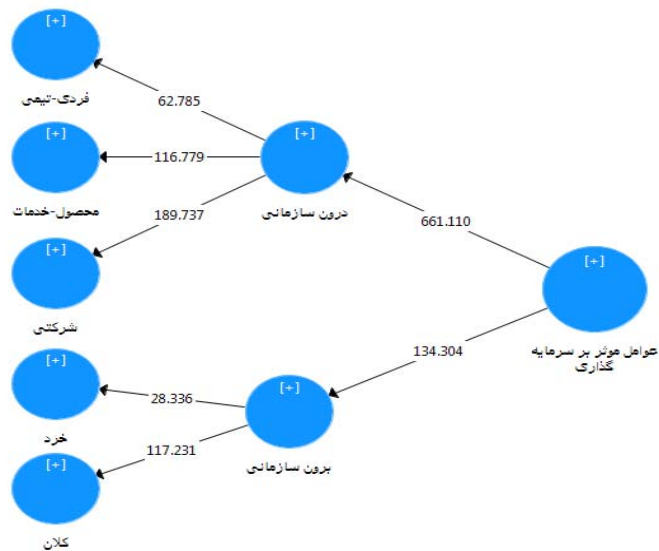 [+]
فردی-تیمی
62.785
[+]
[+]
محصول-خدمات
116.779
درون سازمانی
189.737
661.110
[+]
شرکتی
[+]
عوامل موثر بر سرمایه
گذاری
134.304
[+]
خرد
28.336
[+]
برون سازمانی
117.231
[+]
کلان